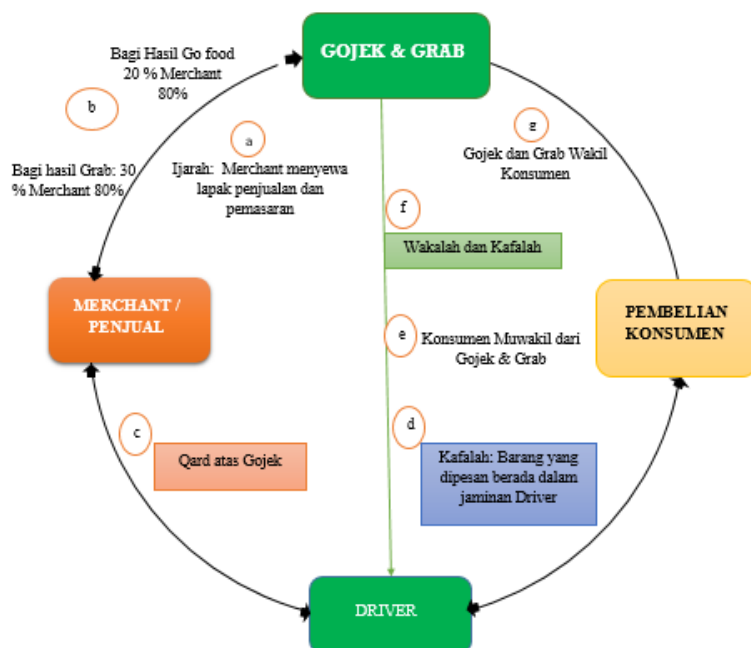 GOJEK & GRAB
Bagi Hasil Go food
20 % Merchant
80%
b
a
g
Bagi hasil Grab: 30
% Merchant 80%
Ijarah: Merchant menyewa
lapak penjualan dan
pemasaran
Gojek dan Grab Wakil
Konsumen
f
Wakalah dan Kafalah
MERCHANT /
PENJUAL
PEMBELIAN
KONSUMEN
e
Konsumen Muwakil dari
Gojek & Grab
c
Qard atas Gojek
d
Kafalah: Barang yang
dipesan berada dalam
jaminan Driver
DRIVER